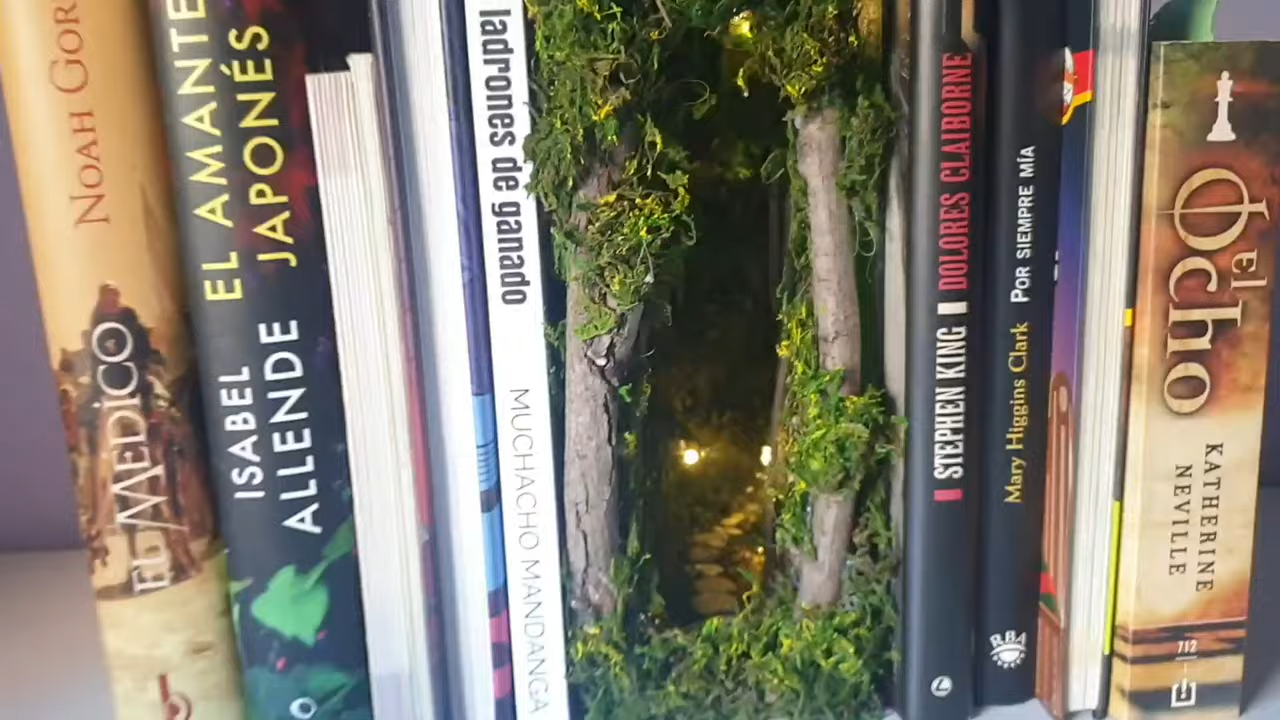 NOAH GOR
EL MEDICO
EL AMANTE
JAPONÉS
ISABEL
ALLENDE
ladrones de ganado
MUCHACHO MANDANGA
STEPHEN KING DOLORES CLAIBORNE
Mary Higgins Clark POR SIEMPRE MÍA
RBA
El Ocho
KATHERINE
NEVILLE
712